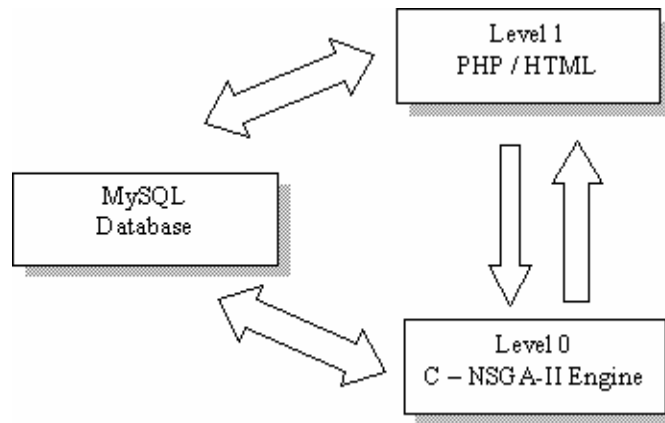 Level 1
PHP / HTML
MySQL
Database
Level 0
C – NSGA-II Engine